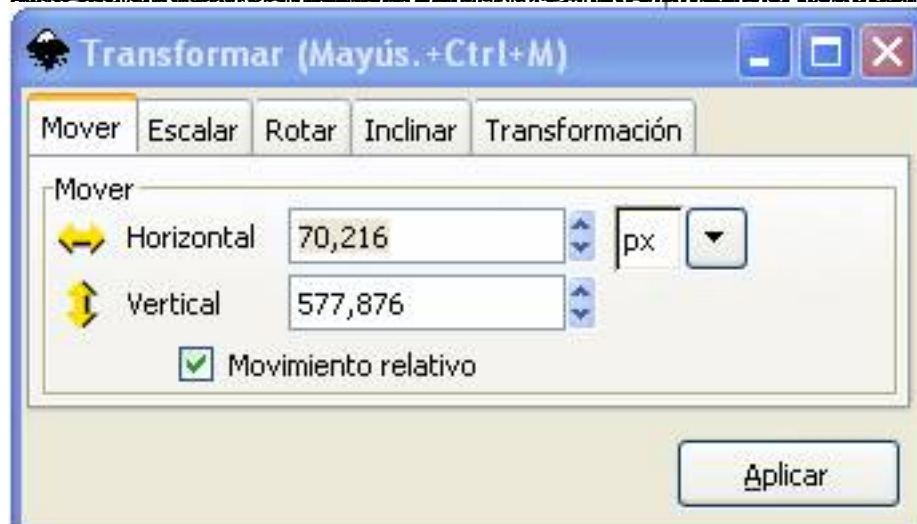 Transformar (Mayús.+Ctrl+M)
Mover Escalar Rotar Inclinar Transformación
Mover
Horizontal 70,216 px
Vertical 577,876
Movimiento relativo
Aplicar